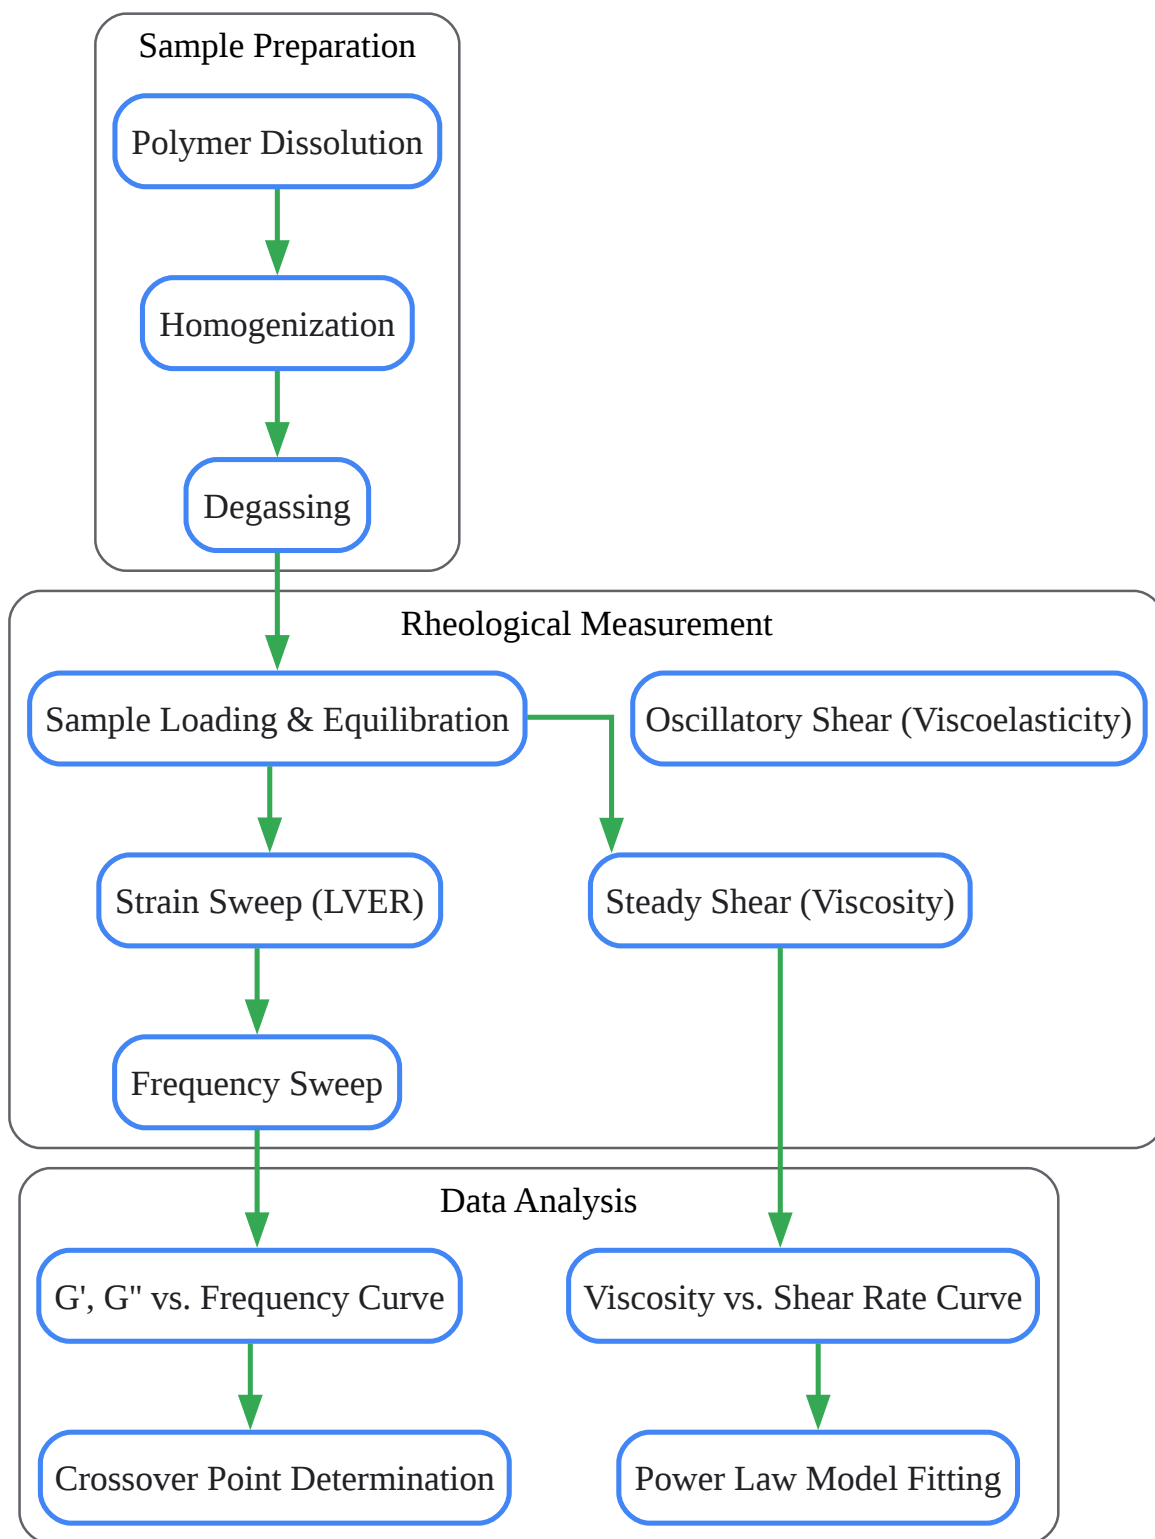 Sample Preparation
Polymer Dissolution
Homogenization
Degassing
Rheological Measurement
Sample Loading & Equilibration
Oscillatory Shear (Viscoelasticity)
Strain Sweep (LVER)
Steady Shear (Viscosity)
Frequency Sweep
Data Analysis
G', G" vs. Frequency Curve
Viscosity vs. Shear Rate Curve
Crossover Point Determination
Power Law Model Fitting